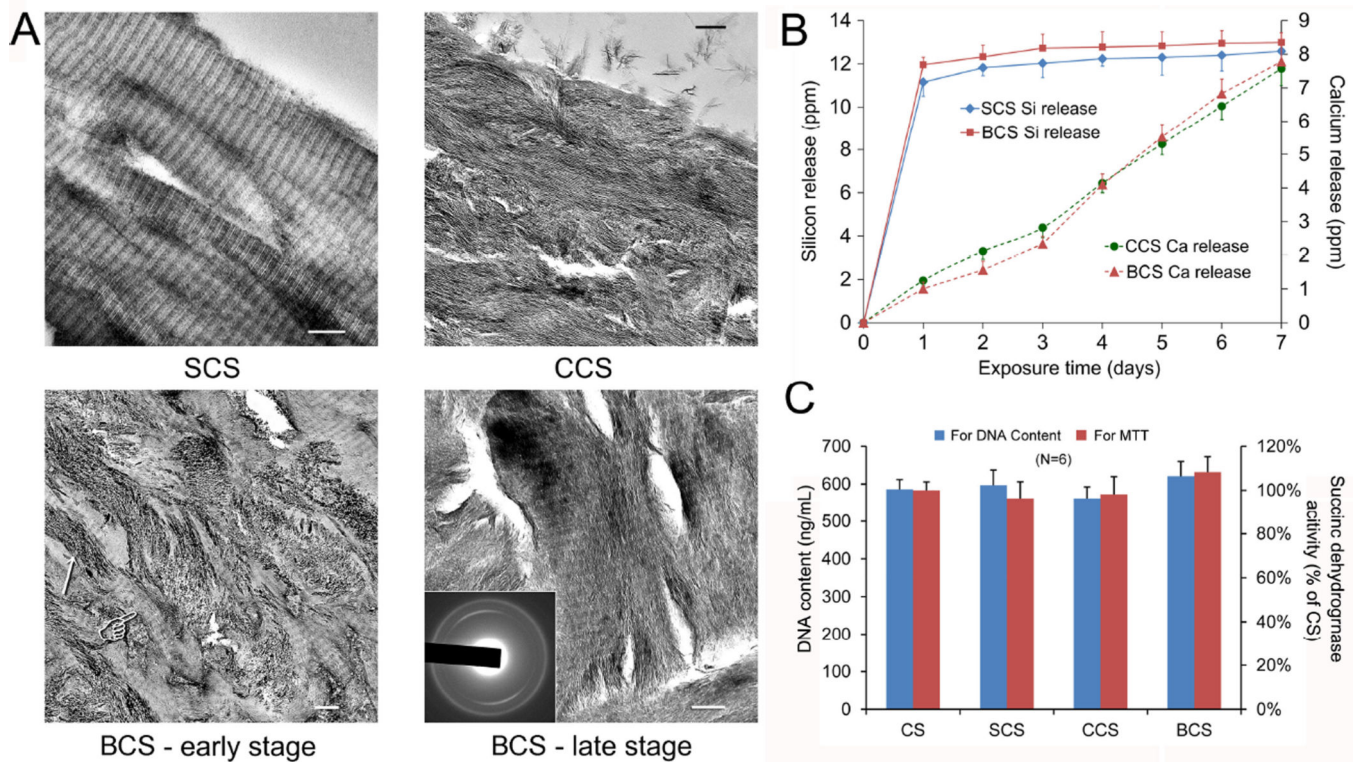 A
SCS
CCS
BCS - early stage
BCS - late stage
B
14
12
10
8
6
4
2
0
Silicon release (ppm)
9
8
7
6
5
4
3
2
1
0
Calcium release (ppm)
SCS Si release
BCS Si release
CCS Ca release
BCS Ca release
0 1 2 3 4 5 6 7
Exposure time (days)
C
For DNA Content For MTT
(N=6)
700
600
500
400
300
200
100
0
DNA content (ng/mL)
120%
100%
80%
60%
40%
20%
0%
Succinc dehydrogmase
acitivity (% of CS)
CS SCS CCS BCS